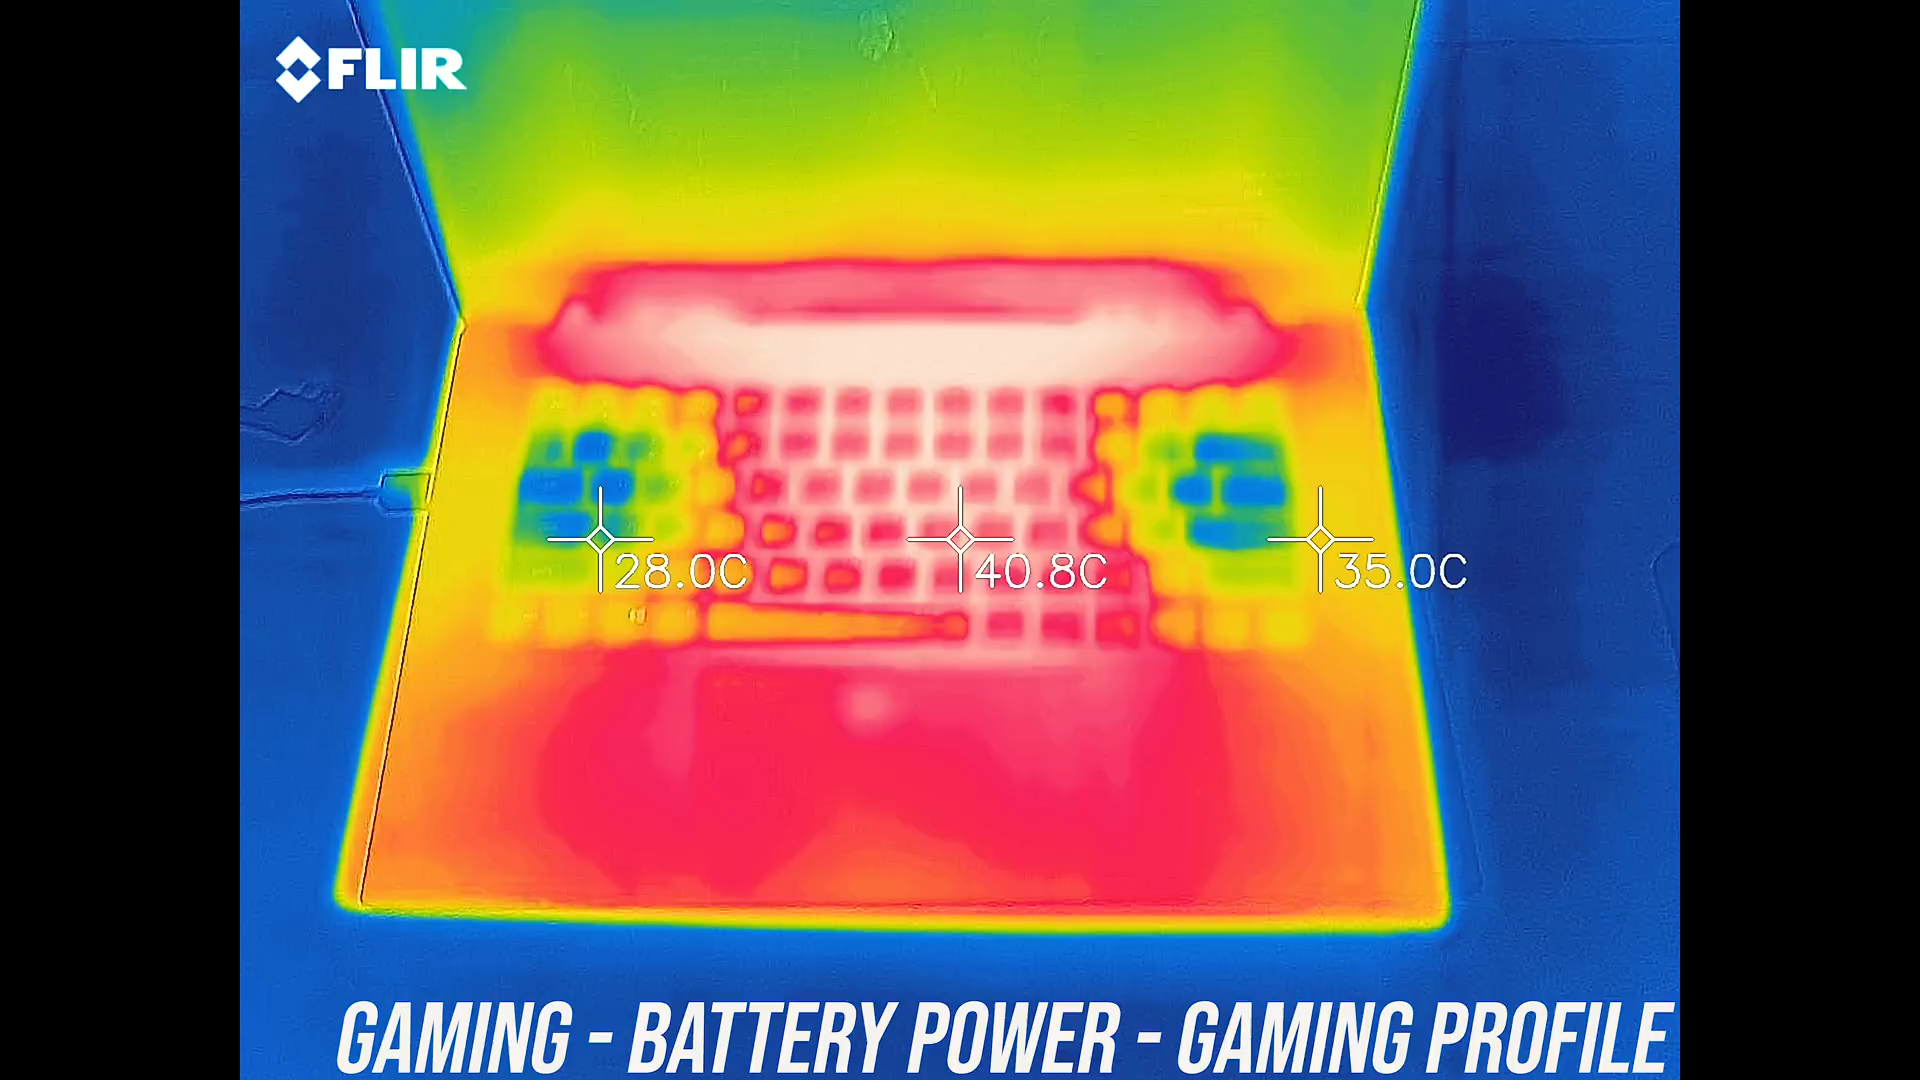 FLIR
28.0C
40.8C
35.0C
GAMING - BATTERY POWER - GAMING PROFILE